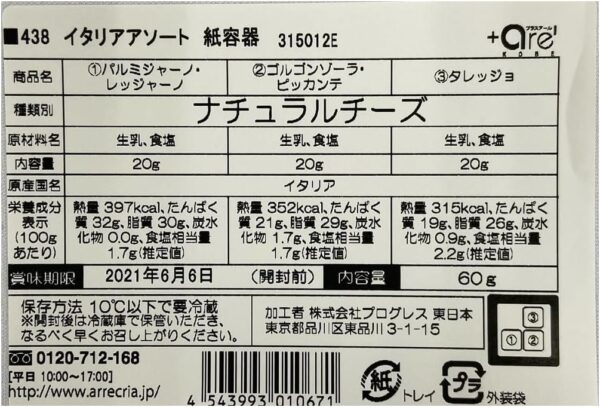 ■438 イタリアアソート 紙容器 315012E
プラスアール
+are!
KOBE
商品名 ①パルミジャーノ・レッジャーノ ②ゴルゴンゾーラ・ピッカンテ ③タレッジョ
種類別 ナチュラルチーズ
原材料名 生乳、食塩 生乳、食塩 生乳、食塩
内容量 20g 20g 20g
原産国名 イタリア
栄養成分表示(100gあたり) 熱量 397kcal、たんぱく質 32g、脂質 30g、炭水化物 0.0g、食塩相当量 1.7g(推定値) 熱量 352kcal、たんぱく質 21g、脂質 29g、炭水化物 1.7g、食塩相当量 1.7g(推定値) 熱量 315kcal、たんぱく質 19g、脂質 26g、炭水化物 0.9g、食塩相当量 2.2g(推定値)
賞味期限 2021年6月6日 (開封前) 内容量 60g
保存方法 10℃以下で要冷蔵
※開封後は冷蔵庫で保管いただき、
なるべく早くお召し上がりください。
加工者 株式会社プログレス 東日本
東京都品川区東品川 3-1-15
③
① ②
0120-712-168
[平日 10:00～17:00]
http://www.arrecria.jp/
4 543993 010671
紙 トレイ
プラ 外装袋